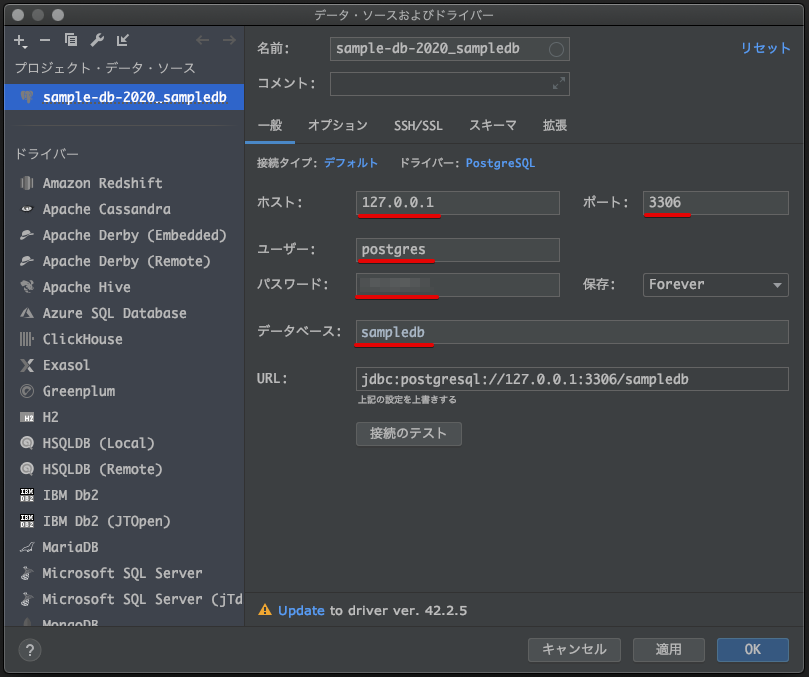 データ・ソースおよびドライバー
プロジェクト・データ・ソース
sample-db-2020_sampledb
ドライバー
Amazon Redshift
Apache Cassandra
Apache Derby (Embedded)
Apache Derby (Remote)
Apache Hive
Azure SQL Database
ClickHouse
Exasol
Greenplum
H2
HSQLDB (Local)
HSQLDB (Remote)
IBM Db2
IBM Db2 (JTOpen)
MariaDB
Microsoft SQL Server
Microsoft SQL Server (jTd
MongoDB
名前: sample-db-2020_sampledb リセット
コメント:
一般 オプション SSH/SSL スキーマ 拡張
接続タイプ: デフォルト ドライバー: PostgreSQL
ホスト: 127.0.0.1 ポート: 3306
ユーザー: postgres
パスワード: 保存: Forever
データベース: sampledb
URL: jdbc:postgresql://127.0.0.1:3306/sampledb
上記の設定を上書きする
接続のテスト
Update to driver ver. 42.2.5
? キャンセル 適用 OK